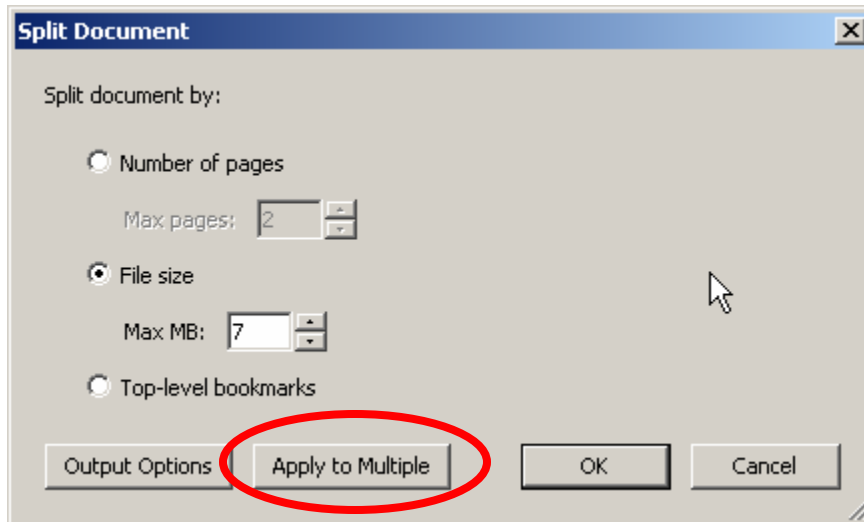 Split Document
Split document by:
Number of pages
Max pages: 2
File size
Max MB: 7
Top-level bookmarks
Output Options Apply to Multiple OK Cancel